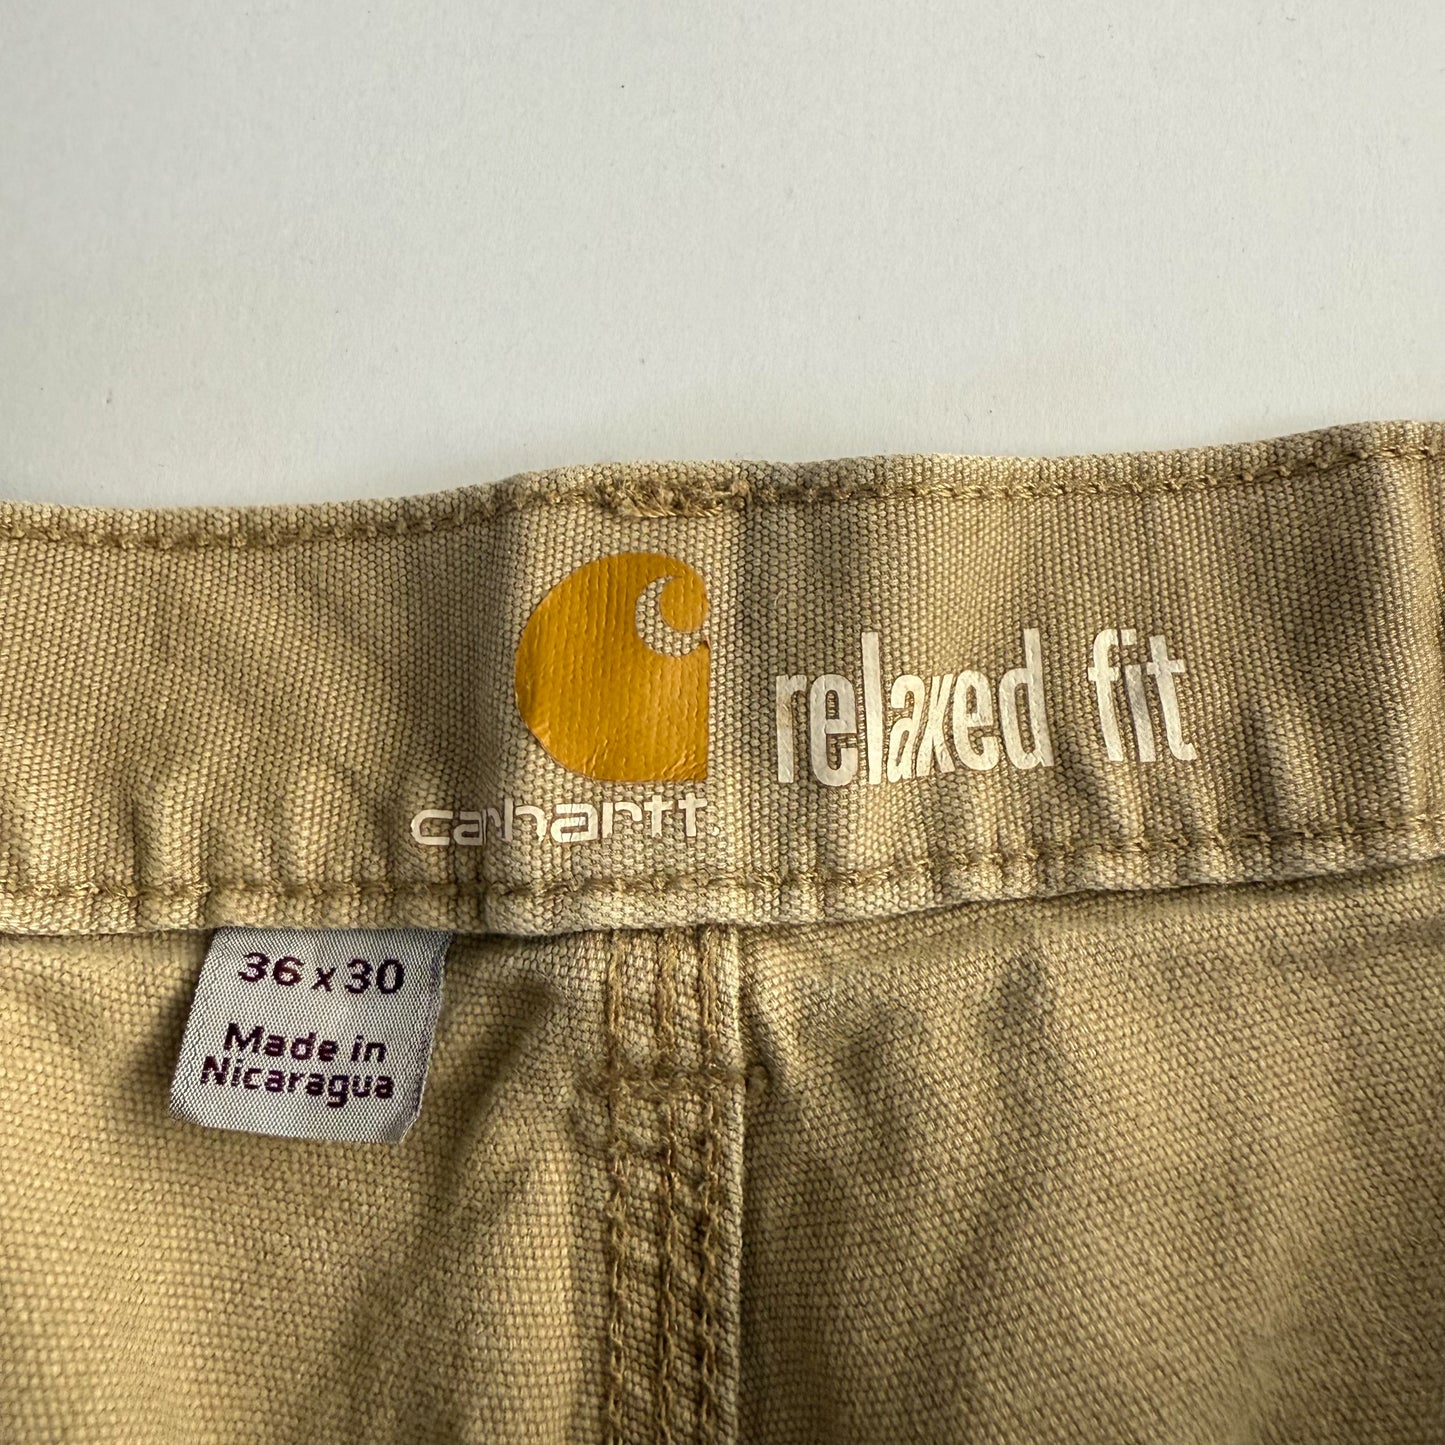 carhartt
relaxed fit
36 x 30
Made in
Nicaragua